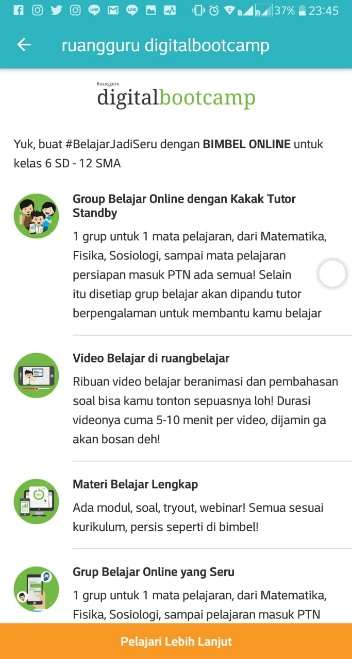 37% 23:45
ruangguru digitalbootcamp
Ruangguru
digitalbootcamp
Yuk, buat #BelajarJadiSeru dengan BIMBEL ONLINE untuk
kelas 6 SD - 12 SMA
Group Belajar Online dengan Kakak Tutor
Standby
1 grup untuk 1 mata pelajaran, dari Matematika,
Fisika, Sosiologi, sampai mata pelajaran
persiapan masuk PTN ada semua! Selain
itu disetiap grup belajar akan dipandu tutor
berpengalaman untuk membantu kamu belajar
Video Belajar di ruangbelajar
Ribuan video belajar beranimasi dan pembahasan
soal bisa kamu tonton sepuasnya loh! Durasi
videonya cuma 5-10 menit per video, dijamin ga
akan bosan deh!
Materi Belajar Lengkap
Ada modul, soal, tryout, webinar! Semua sesuai
kurikulum, persis seperti di bimbel!
Grup Belajar Online yang Seru
1 grup untuk 1 mata pelajaran, dari Matematika,
Fisika, Sosiologi, sampai pelajaran masuk PTN
Pelajari Lebih Lanjut